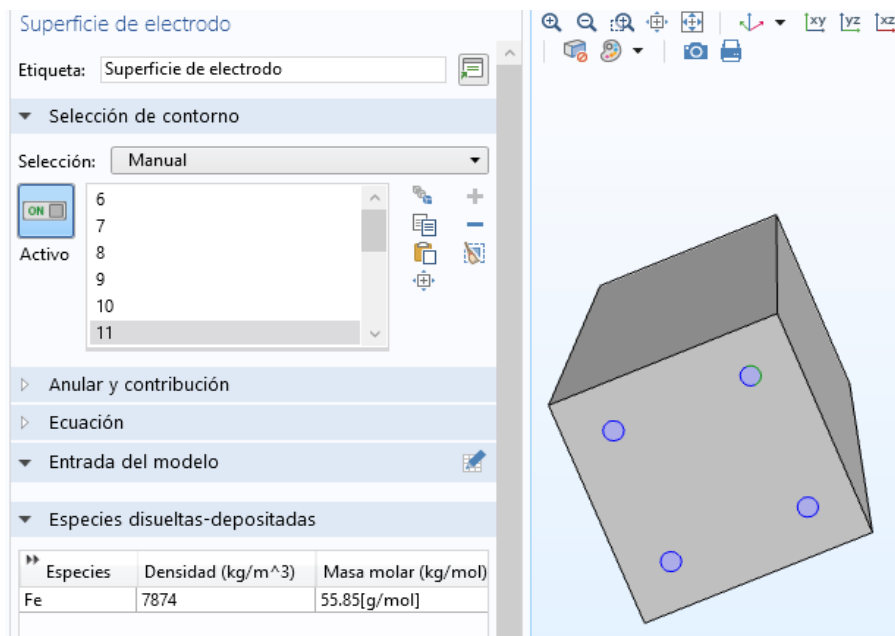 Superficie de electrodo
Etiqueta: Superficie de electrodo
Selección de contorno
Selección: Manual
ON
Activo
6
7
8
9
10
11
Anular y contribución
Ecuación
Entrada del modelo
Especies disueltas-depositadas
Especies Densidad (kg/m^3) Masa molar (kg/mol)
Fe 7874 55.85[g/mol]
xy yz xz